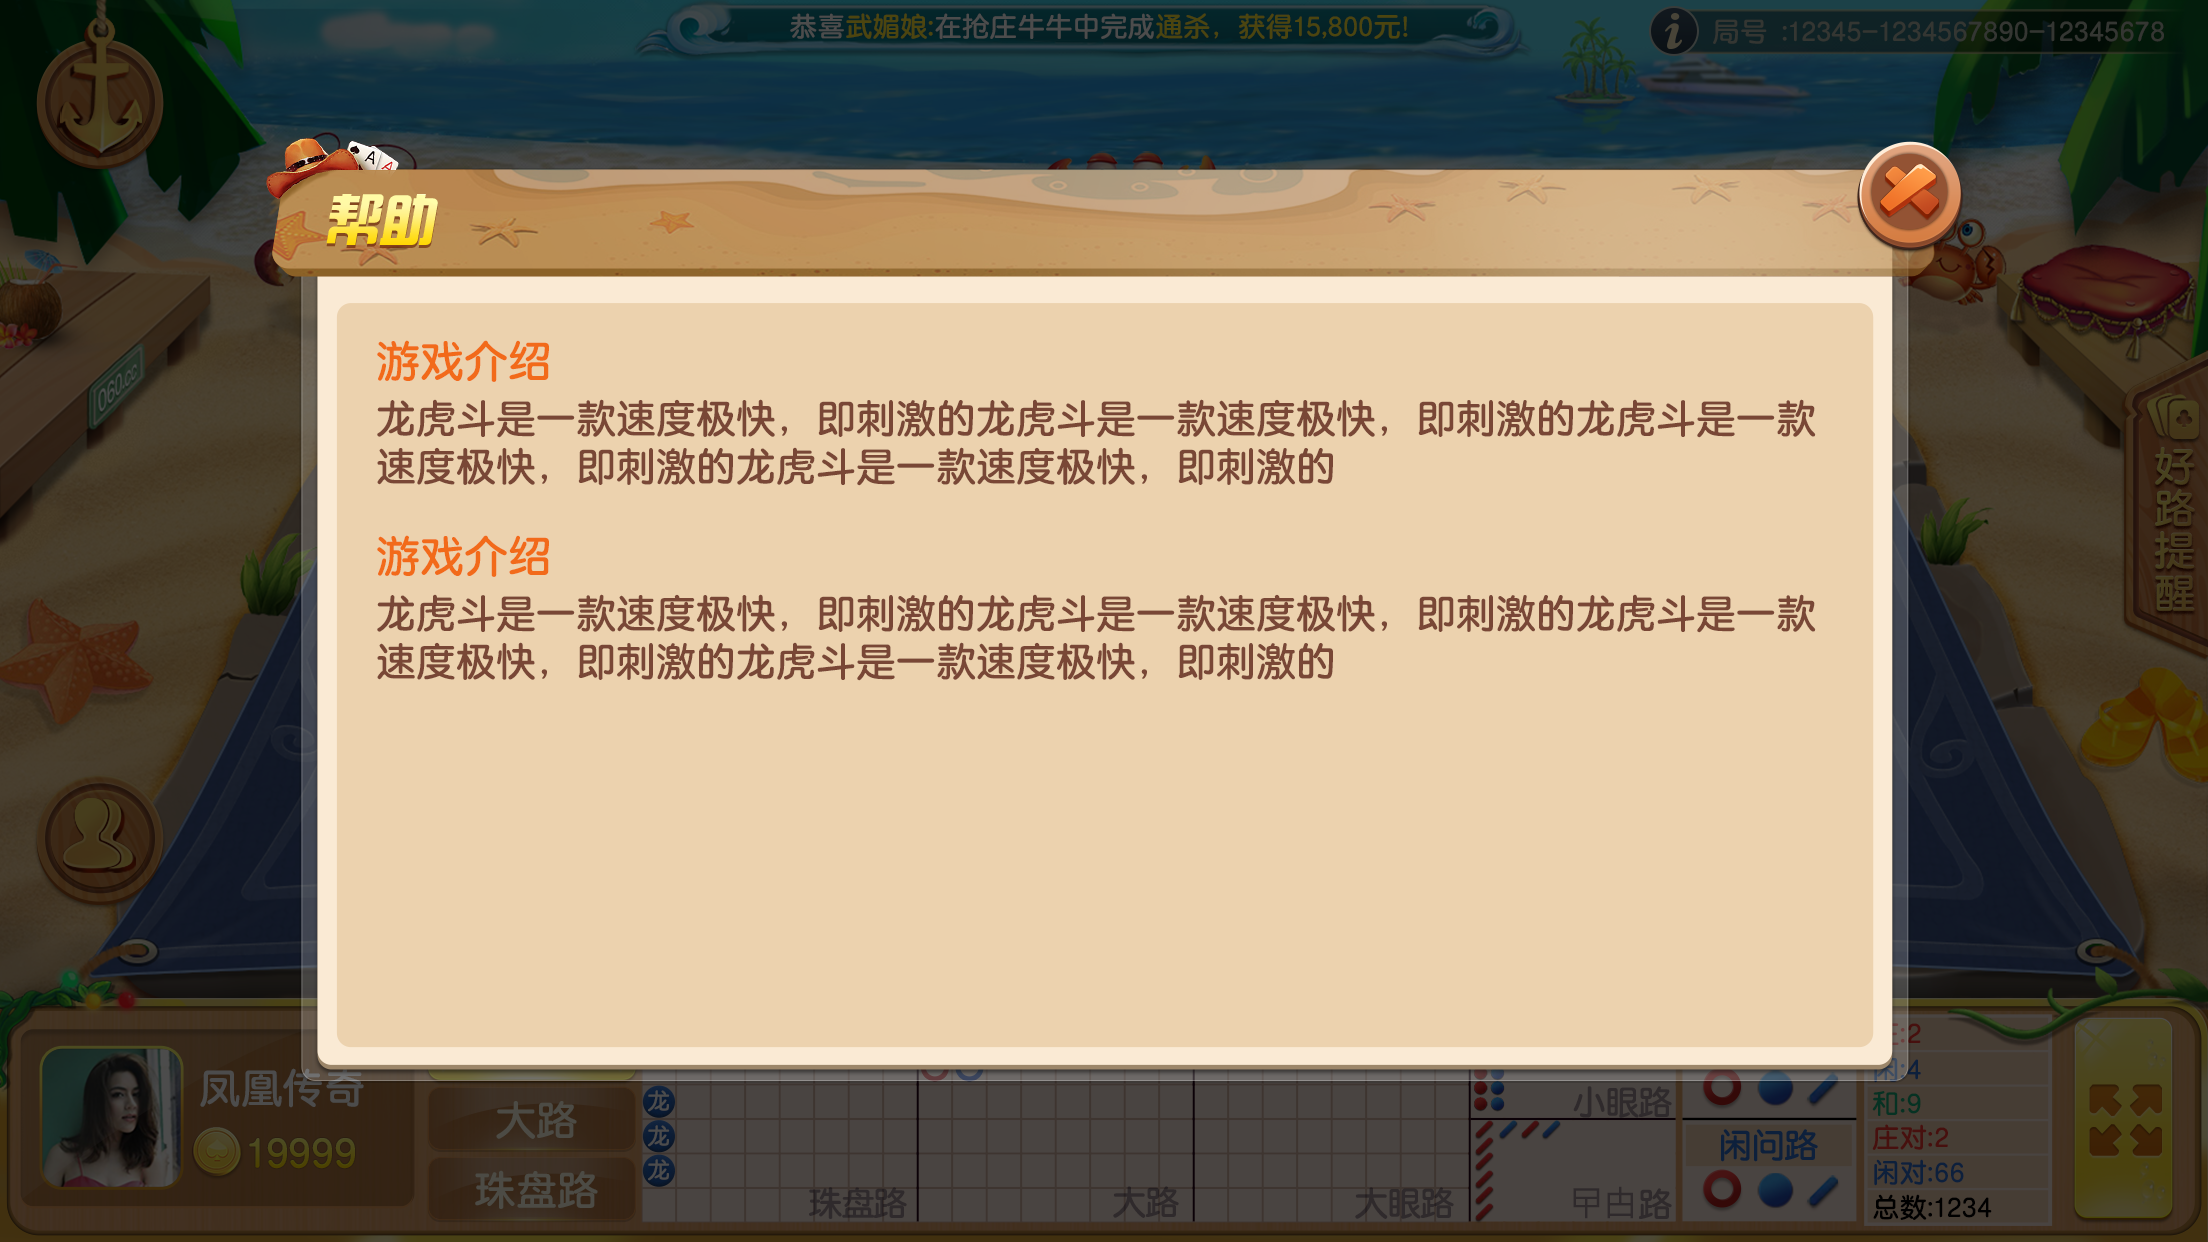 恭喜武媚娘:在抢庄牛牛中完成通杀，获得15,800元!
局号 :12345-1234567890-12345678
A A
帮助
060.cc
游戏介绍
龙虎斗是一款速度极快，即刺激的龙虎斗是一款速度极快，即刺激的龙虎斗是一款
速度极快，即刺激的龙虎斗是一款速度极快，即刺激的
游戏介绍
龙虎斗是一款速度极快，即刺激的龙虎斗是一款速度极快，即刺激的龙虎斗是一款
速度极快，即刺激的龙虎斗是一款速度极快，即刺激的
好路提醒
凤凰传奇
19999
大路
珠盘路
龙
龙
龙
珠盘路
大路
大眼路
小眼路
曱甴路
闲问路
:2
闲:4
和:9
庄对:2
闲对:66
总数:1234